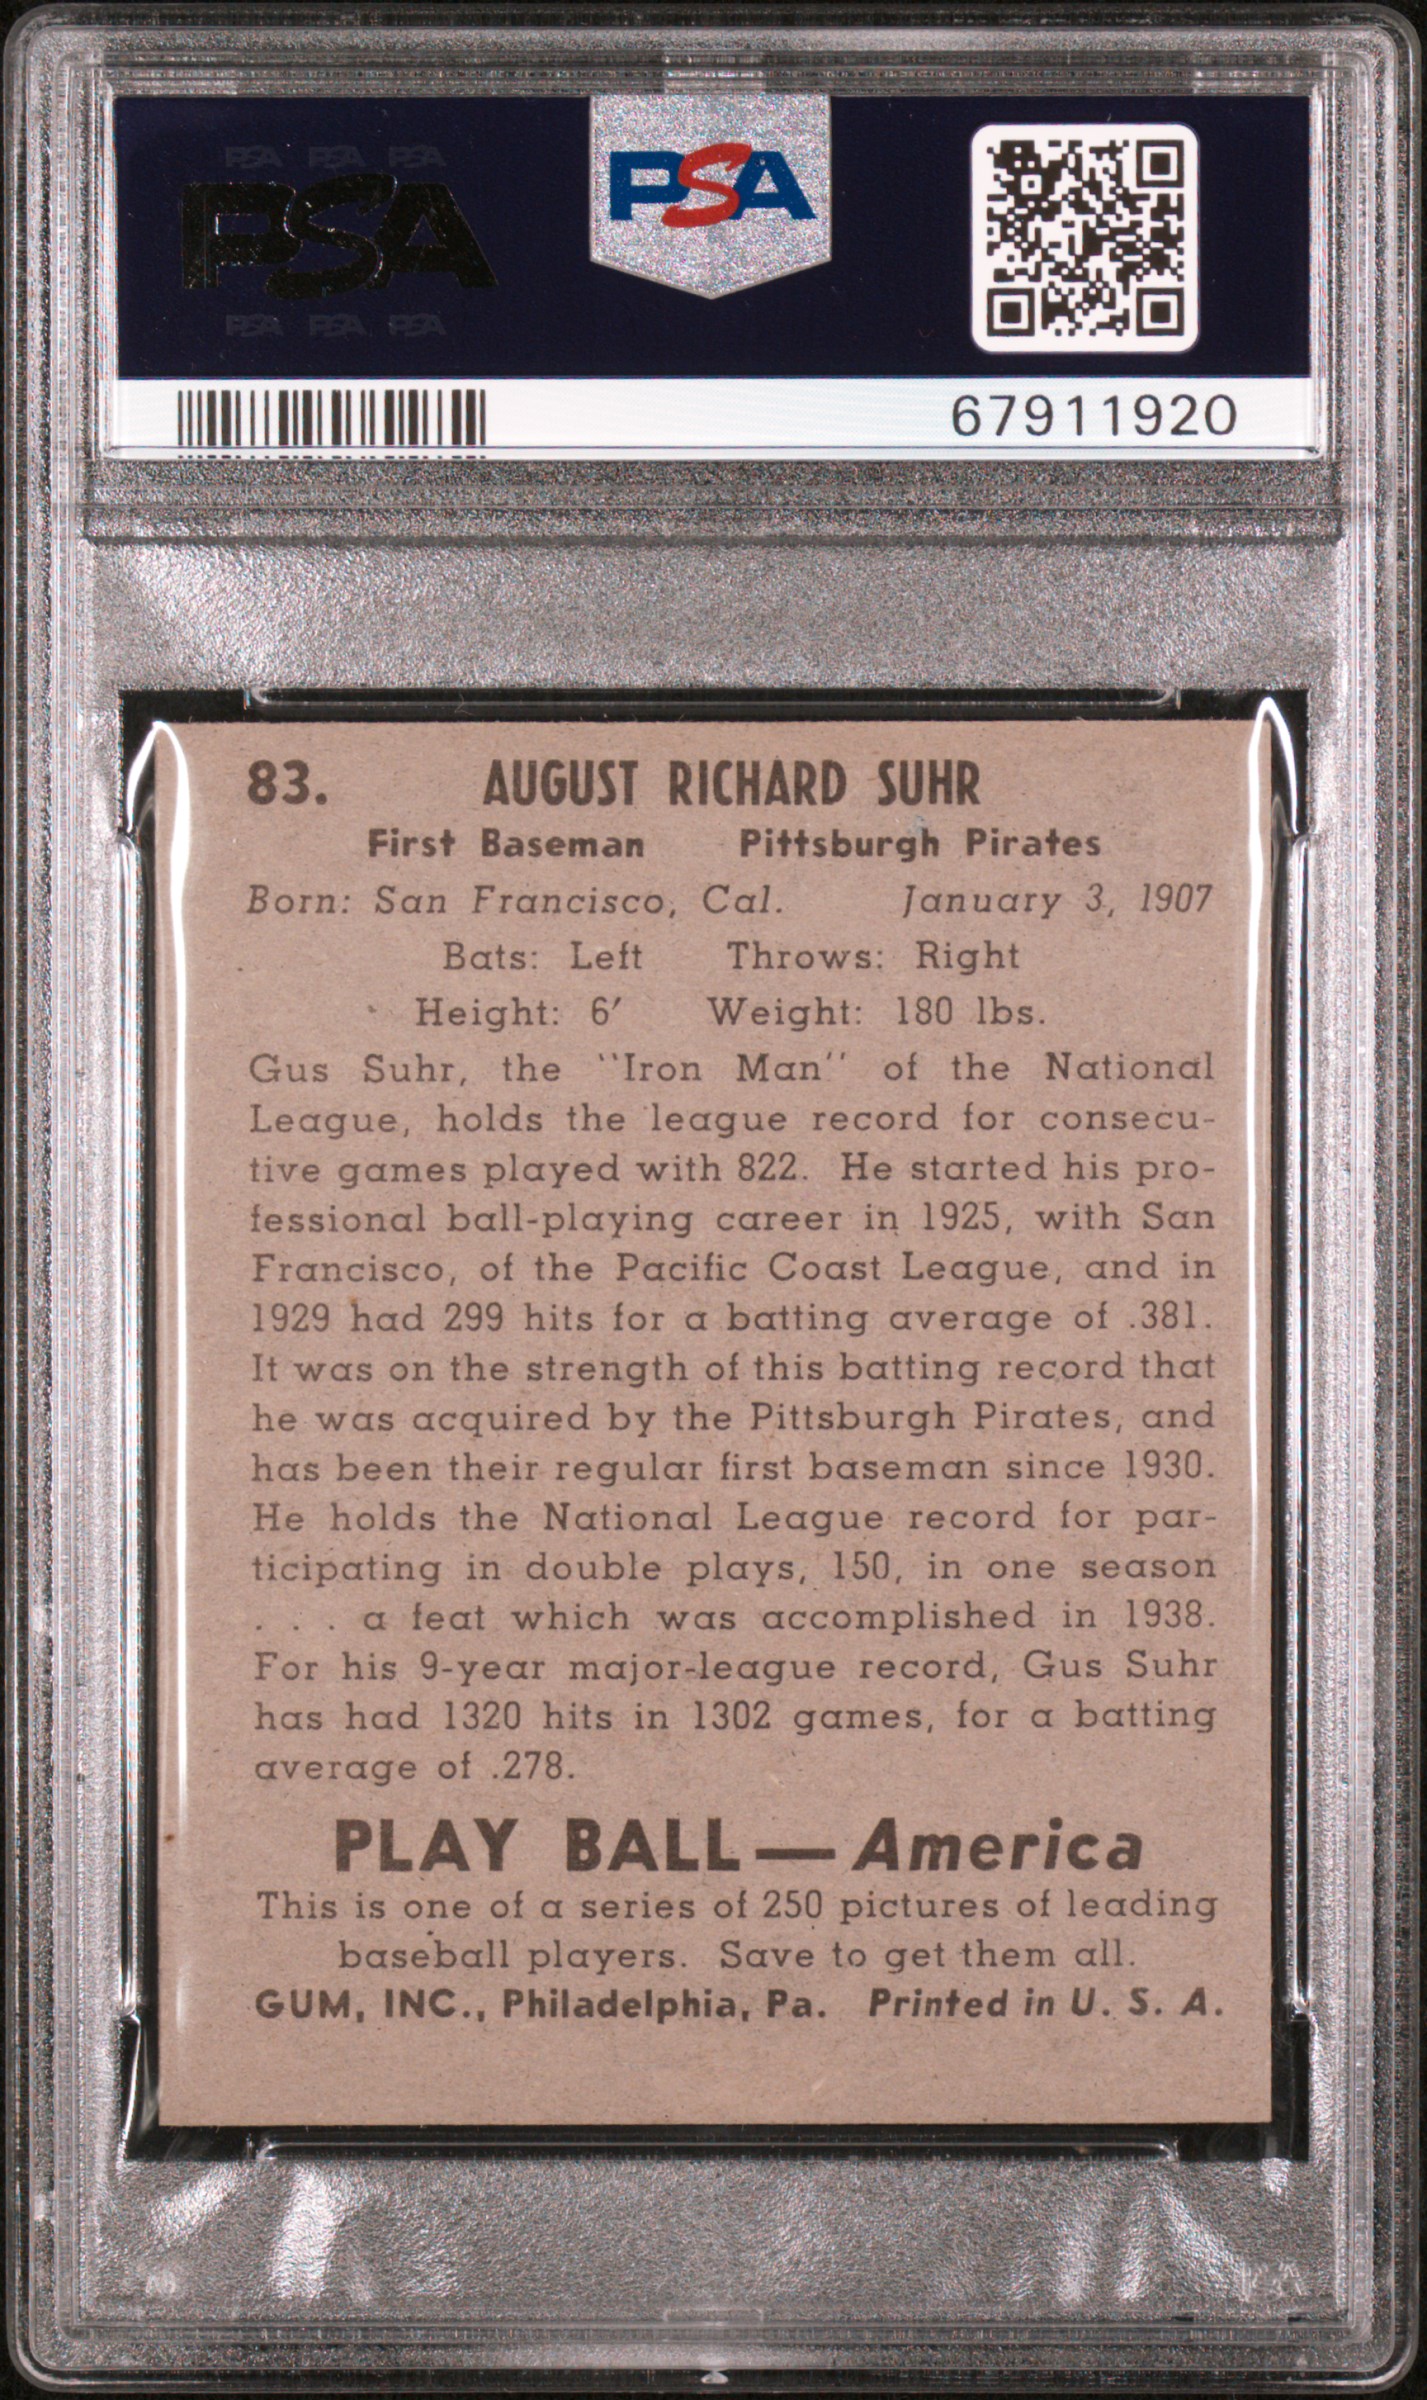 PSA PSA PSA
PSA
PSA PSA PSA
PSA
67911920
83. AUGUST RICHARD SUHR
First Baseman Pittsburgh Pirates
Born: San Francisco, Cal. January 3, 1907
Bats: Left Throws: Right
Height: 6′ Weight: 180 lbs.
Gus Suhr, the "Iron Man" of the National
League, holds the league record for consecu-
tive games played with 822. He started his pro-
fessional ball-playing career in 1925, with San
Francisco, of the Pacific Coast League, and in
1929 had 299 hits for a batting average of .381.
It was on the strength of this batting record that
he was acquired by the Pittsburgh Pirates, and
has been their regular first baseman since 1930.
He holds the National League record for par-
ticipating in double plays, 150, in one season
. . . a feat which was accomplished in 1938.
For his 9-year major-league record, Gus Suhr
has had 1320 hits in 1302 games, for a batting
average of .278.
PLAY BALL—America
This is one of a series of 250 pictures of leading
baseball players. Save to get them all.
GUM, INC., Philadelphia, Pa. Printed in U. S. A.